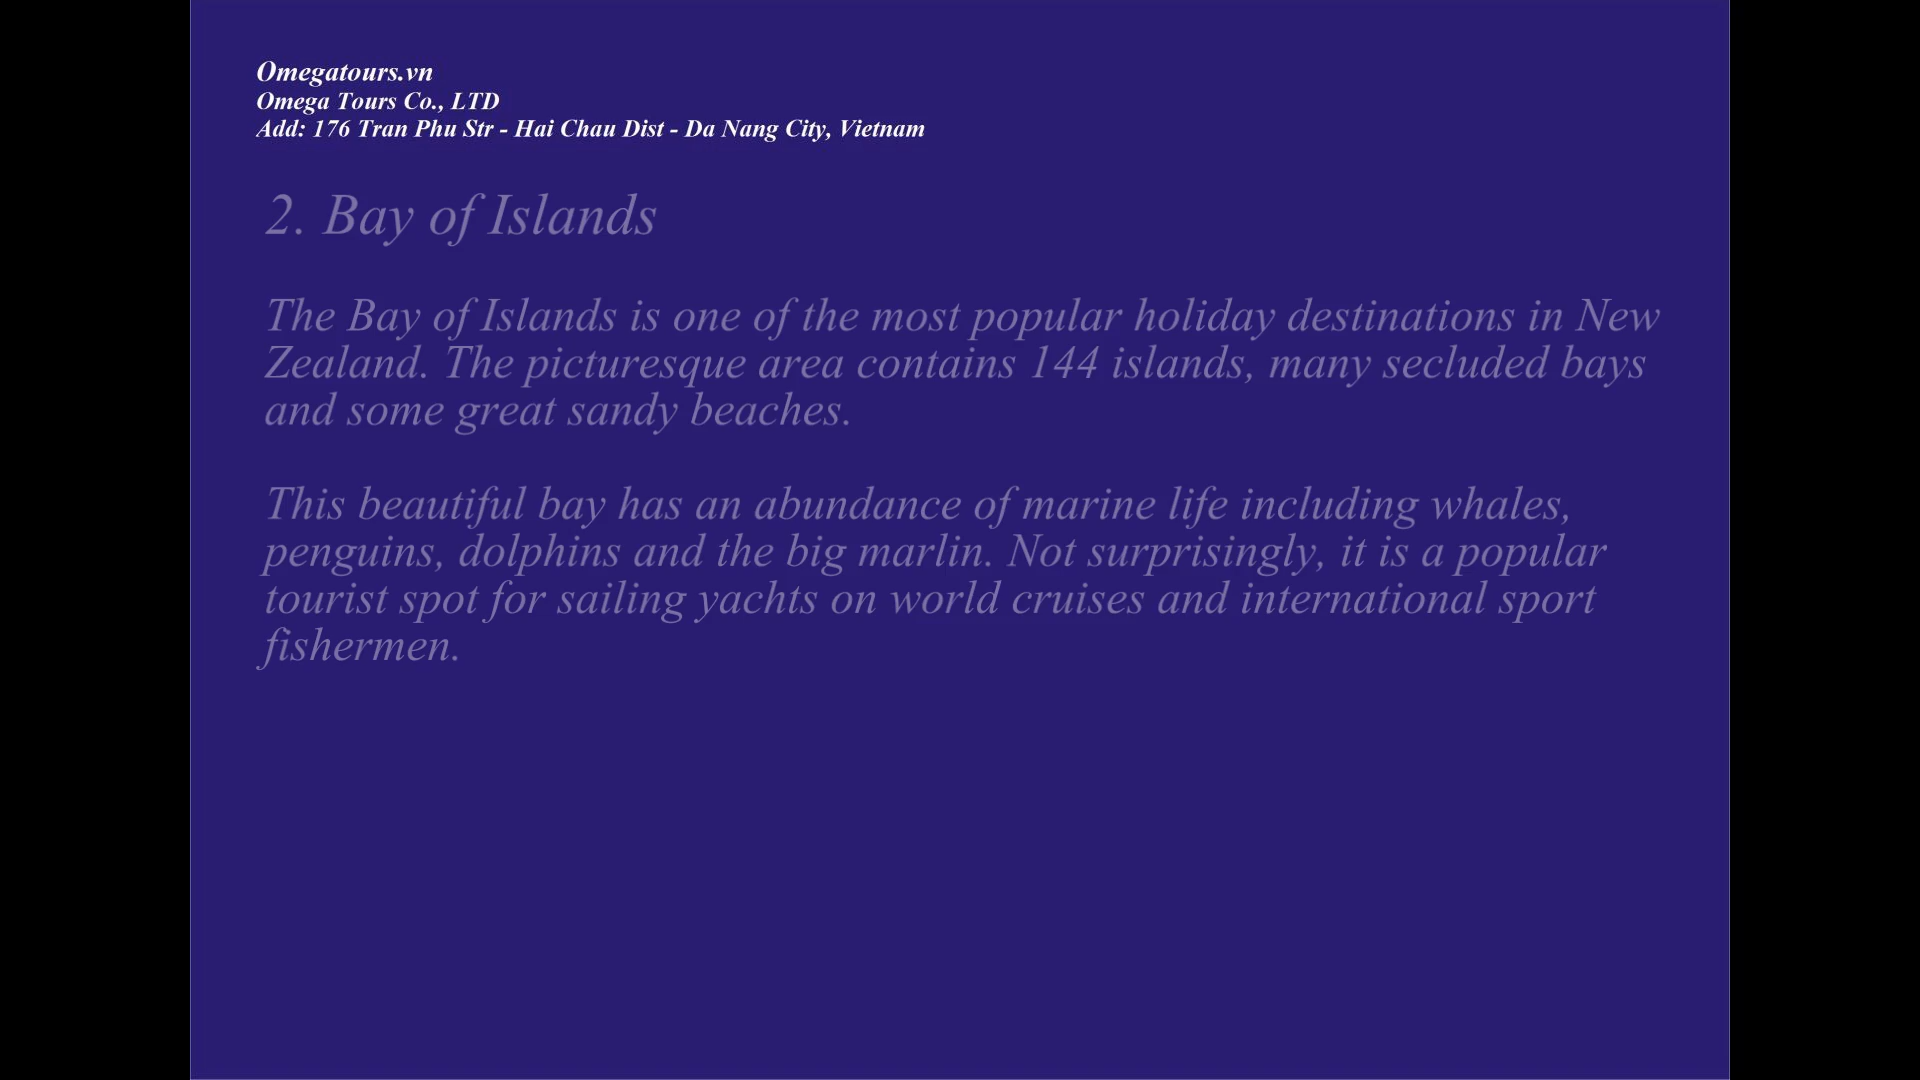 Omegatours.vn
Omega Tours Co., LTD
Add: 176 Tran Phu Str - Hai Chau Dist - Da Nang City, Vietnam
2. Bay of Islands
The Bay of Islands is one of the most popular holiday destinations in New
Zealand. The picturesque area contains 144 islands, many secluded bays
and some great sandy beaches.
This beautiful bay has an abundance of marine life including whales,
penguins, dolphins and the big marlin. Not surprisingly, it is a popular
tourist spot for sailing yachts on world cruises and international sport
fishermen.